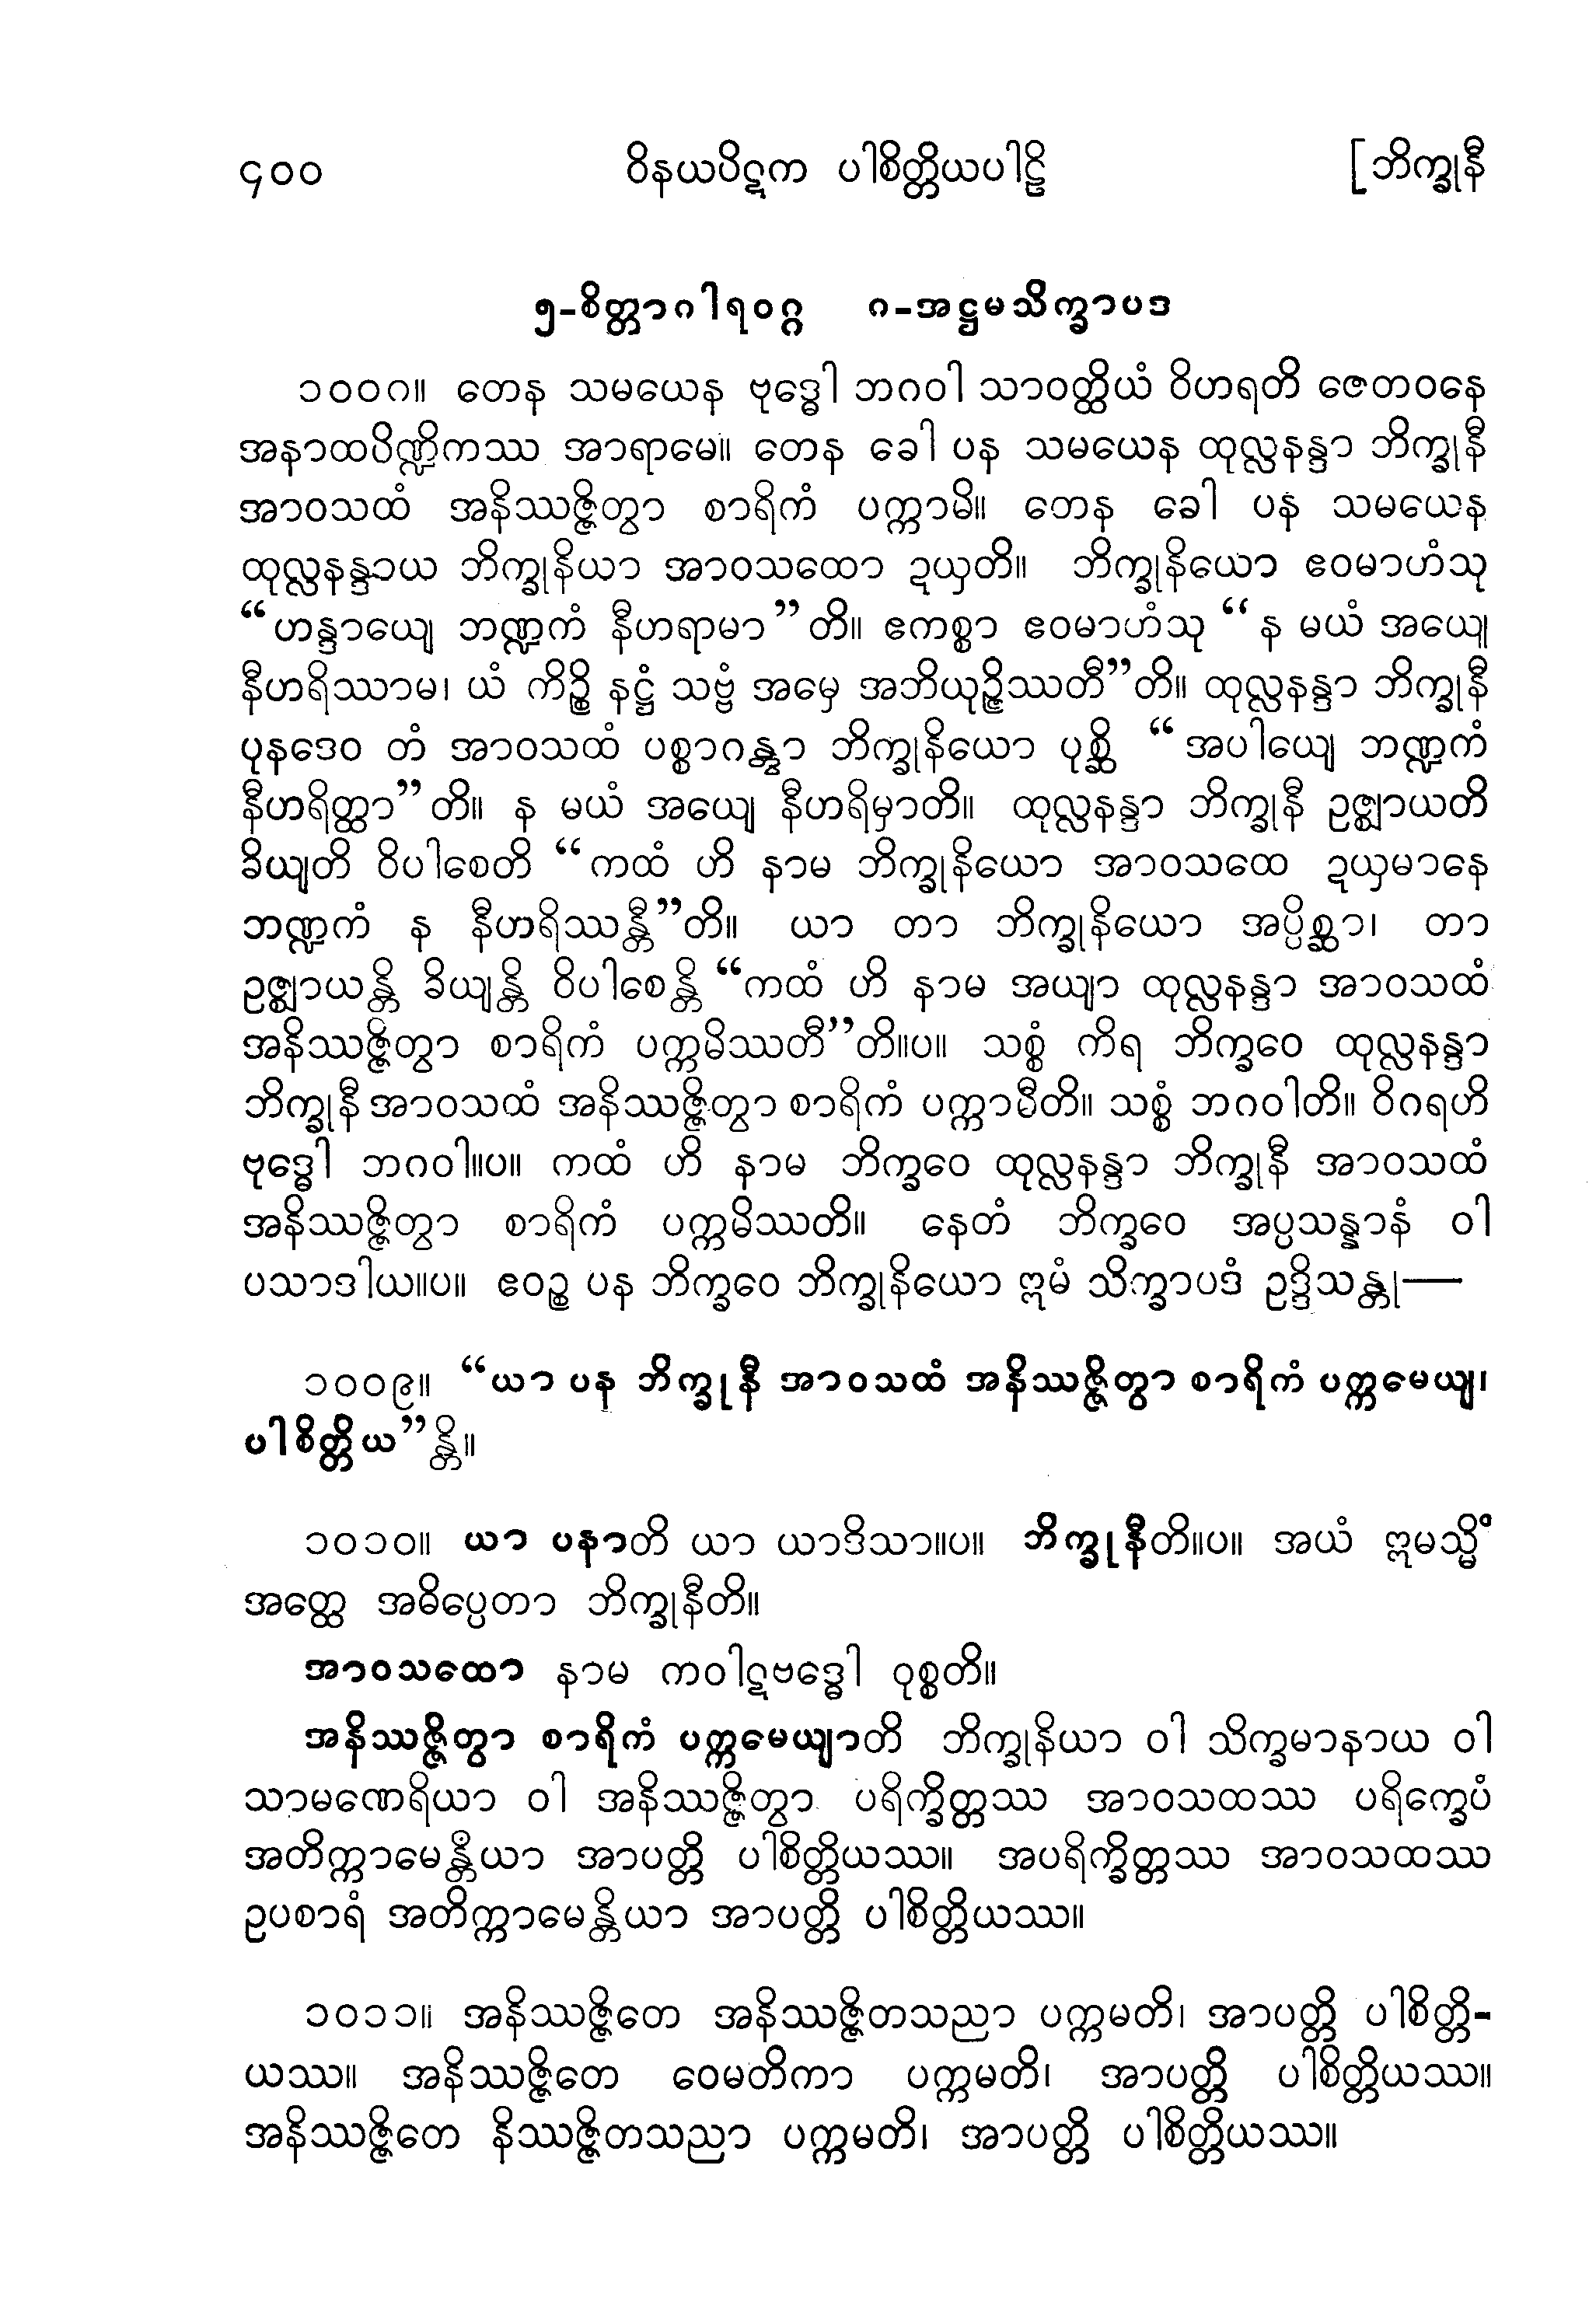 ၄၀၀ ဝိနယပိဋက ပါစိတ္တိယပါဠိ [ဘိက္ခုနီ
၅-စိတ္တာဂါရဝဂ္ဂ ဂ-အဋ္ဌမသိက္ခာပဒ
၁၀၀၈။ တေန သမယေန ဗုဒ္ဓေါ ဘဂဝါ သာဝတ္ထိယံ ဝိဟရတိ ဇေတဝနေ
အနာထပိဏ္ဍိကဿ အာရာမေ။ တေန ခေါ ပန သမယေန ထုလ္လနန္ဒာ ဘိက္ခုနီ
အာဝသထံ အနိဿဇ္ဇိတွာ စာရိကံ ပက္ကာမိ။ တေန ခေါ ပန သမယေန
ထုလ္လနန္ဒာယ ဘိက္ခုနိယာ အာဝသထော ဍယှတိ။ ဘိက္ခုနိယော ဧဝမာဟံသု
“ဟန္ဒာယျေ ဘဏ္ဍကံ နီဟရာမာ”တိ။ ဧကစ္စာ ဧဝမာဟံသု “န မယံ အယျေ
နီဟရိဿာမ၊ ယံ ကိဉ္စိ နဋ္ဌံ သဗ္ဗံ အမှေ အဘိယုဉ္ဇိဿတီ”တိ။ ထုလ္လနန္ဒာ ဘိက္ခုနီ
ပုနဒေဝ တံ အာဝသထံ ပစ္စာဂန္တွာ ဘိက္ခုနိယော ပုစ္ဆိ “အပါယျေ ဘဏ္ဍကံ
နီဟရိတ္ထာ”တိ။ န မယံ အယျေ နီဟရိမှာတိ။ ထုလ္လနန္ဒာ ဘိက္ခုနီ ဥဇ္ဈာယတိ
ခိယျတိ ဝိပါစေတိ “ကထံ ဟိ နာမ ဘိက္ခုနိယော အာဝသထေ ဍယှမာနေ
ဘဏ္ဍကံ န နီဟရိဿန္တီ”တိ။ ယာ တာ ဘိက္ခုနိယော အပ္ပိစ္ဆာ၊ တာ
ဥဇ္ဈာယန္တိ ခိယျန္တိ ဝိပါစေန္တိ “ကထံ ဟိ နာမ အယျာ ထုလ္လနန္ဒာ အာဝသထံ
အနိဿဇ္ဇိတွာ စာရိကံ ပက္ကမိဿတီ”တိ။ပ။ သစ္စံ ကိရ ဘိက္ခဝေ ထုလ္လနန္ဒာ
ဘိက္ခုနီ အာဝသထံ အနိဿဇ္ဇိတွာ စာရိကံ ပက္ကာမီတိ။ သစ္စံ ဘဂဝါတိ။ ဝိဂရဟိ
ဗုဒ္ဓေါ ဘဂဝါ။ပ။ ကထံ ဟိ နာမ ဘိက္ခဝေ ထုလ္လနန္ဒာ ဘိက္ခုနီ အာဝသထံ
အနိဿဇ္ဇိတွာ စာရိကံ ပက္ကမိဿတိ။ နေတံ ဘိက္ခဝေ အပ္ပသန္နာနံ ဝါ
ပသာဒါယ။ပ။ ဧဝဉ္စ ပန ဘိက္ခဝေ ဘိက္ခုနိယော ဣမံ သိက္ခာပဒံ ဥဒ္ဒိသန္တု—
၁၀၀၉။ “ယာ ပန ဘိက္ခုနီ အာဝသထံ အနိဿဇ္ဇိတွာ စာရိကံ ပက္ကမေယျ၊
ပါစိတ္တိယ”န္တိ။
၁၀၁၀။ ယာ ပနာတိ ယာ ယာဒိသာ။ပ။ ဘိက္ခုနီတိ။ပ။ အယံ ဣမသ္မိံ
အတ္ထေ အဓိပ္ပေတာ ဘိက္ခုနီတိ။
အာဝသထော နာမ ကဝါဋဗဒ္ဓေါ ဝုစ္စတိ။
အနိဿဇ္ဇိတွာ စာရိကံ ပက္ကမေယျာတိ ဘိက္ခုနိယာ ဝါ သိက္ခမာနာယ ဝါ
သာမဏေရိယာ ဝါ အနိဿဇ္ဇိတွာ ပရိက္ခိတ္တဿ အာဝသထဿ ပရိက္ခေပံ
အတိက္ကာမေန္တိယာ အာပတ္တိ ပါစိတ္တိယဿ။ အပရိက္ခိတ္တဿ အာဝသထဿ
ဥပစာရံ အတိက္ကာမေန္တိယာ အာပတ္တိ ပါစိတ္တိယဿ။
၁၀၁၁။ အနိဿဇ္ဇိတေ အနိဿဇ္ဇိတသညာ ပက္ကမတိ၊ အာပတ္တိ ပါစိတ္တိ-
ယဿ။ အနိဿဇ္ဇိတေ ဝေမတိကာ ပက္ကမတိ၊ အာပတ္တိ ပါစိတ္တိယဿ။
အနိဿဇ္ဇိတေ နိဿဇ္ဇိတသညာ ပက္ကမတိ၊ အာပတ္တိ ပါစိတ္တိယဿ။